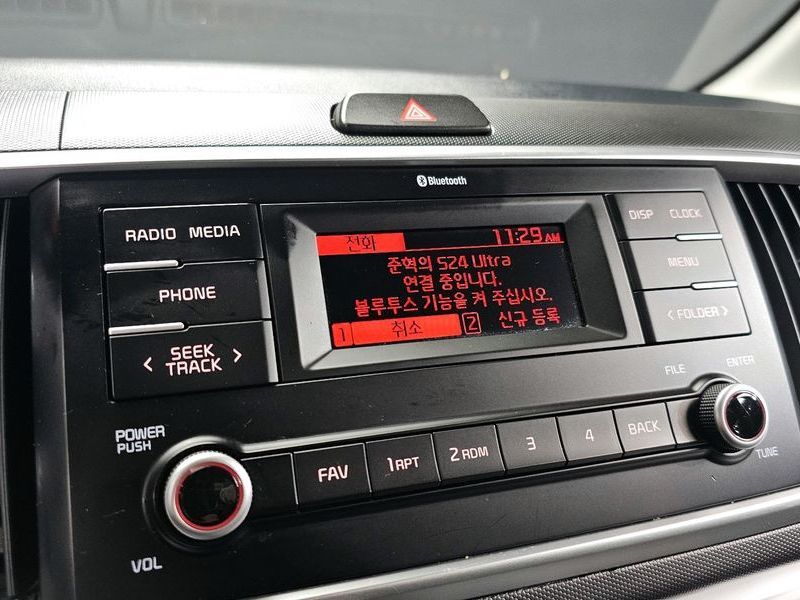 Bluetooth
RADIO MEDIA
PHONE
< SEEK >
TRACK
전화 11:29 AM
준혁의 S24 Ultra
연결 중입니다.
블루투스 기능을 켜 주십시오.
1 취소 2 신규 등록
DISP CLOCK
MENU
< FOLDER >
FILE ENTER
POWER
PUSH
FAV 1 RPT 2 RDM 3 4 BACK
TUNE
VOL